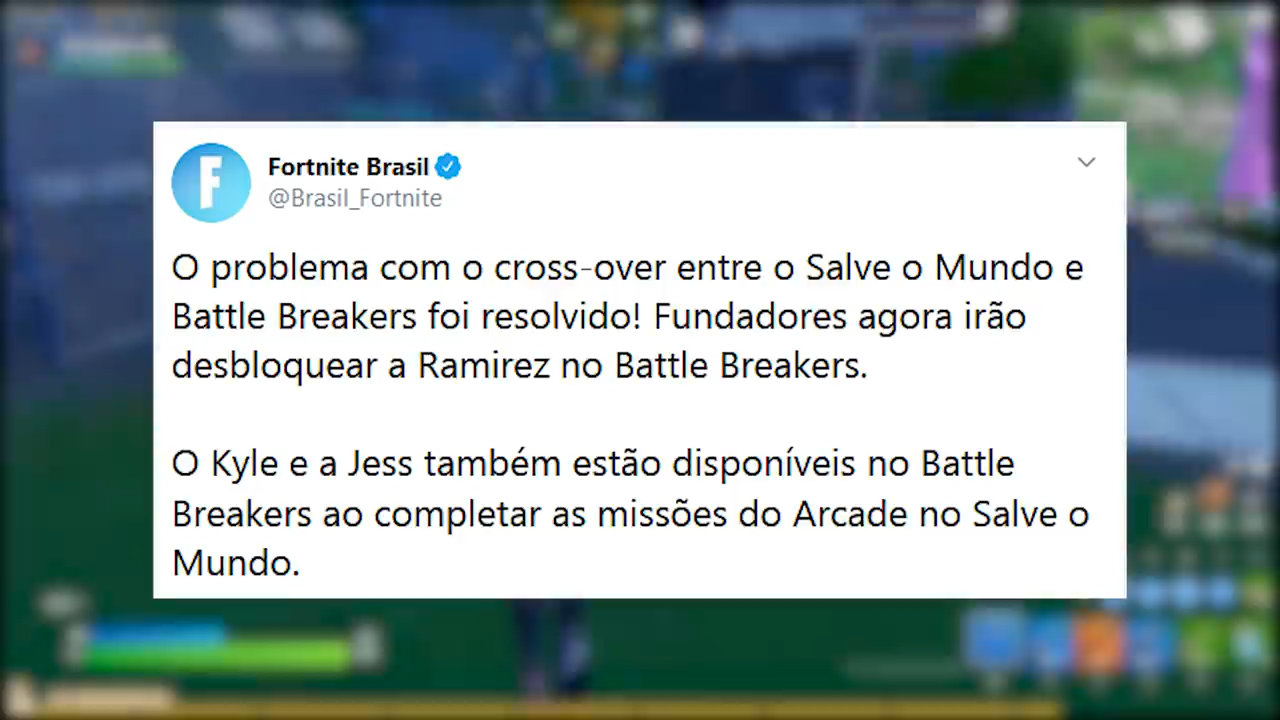 Fortnite Brasil
@Brasil_Fortnite
O problema com o cross-over entre o Salve o Mundo e
Battle Breakers foi resolvido! Fundadores agora irão
desbloquear a Ramirez no Battle Breakers.
O Kyle e a Jess também estão disponíveis no Battle
Breakers ao completar as missões do Arcade no Salve o
Mundo.